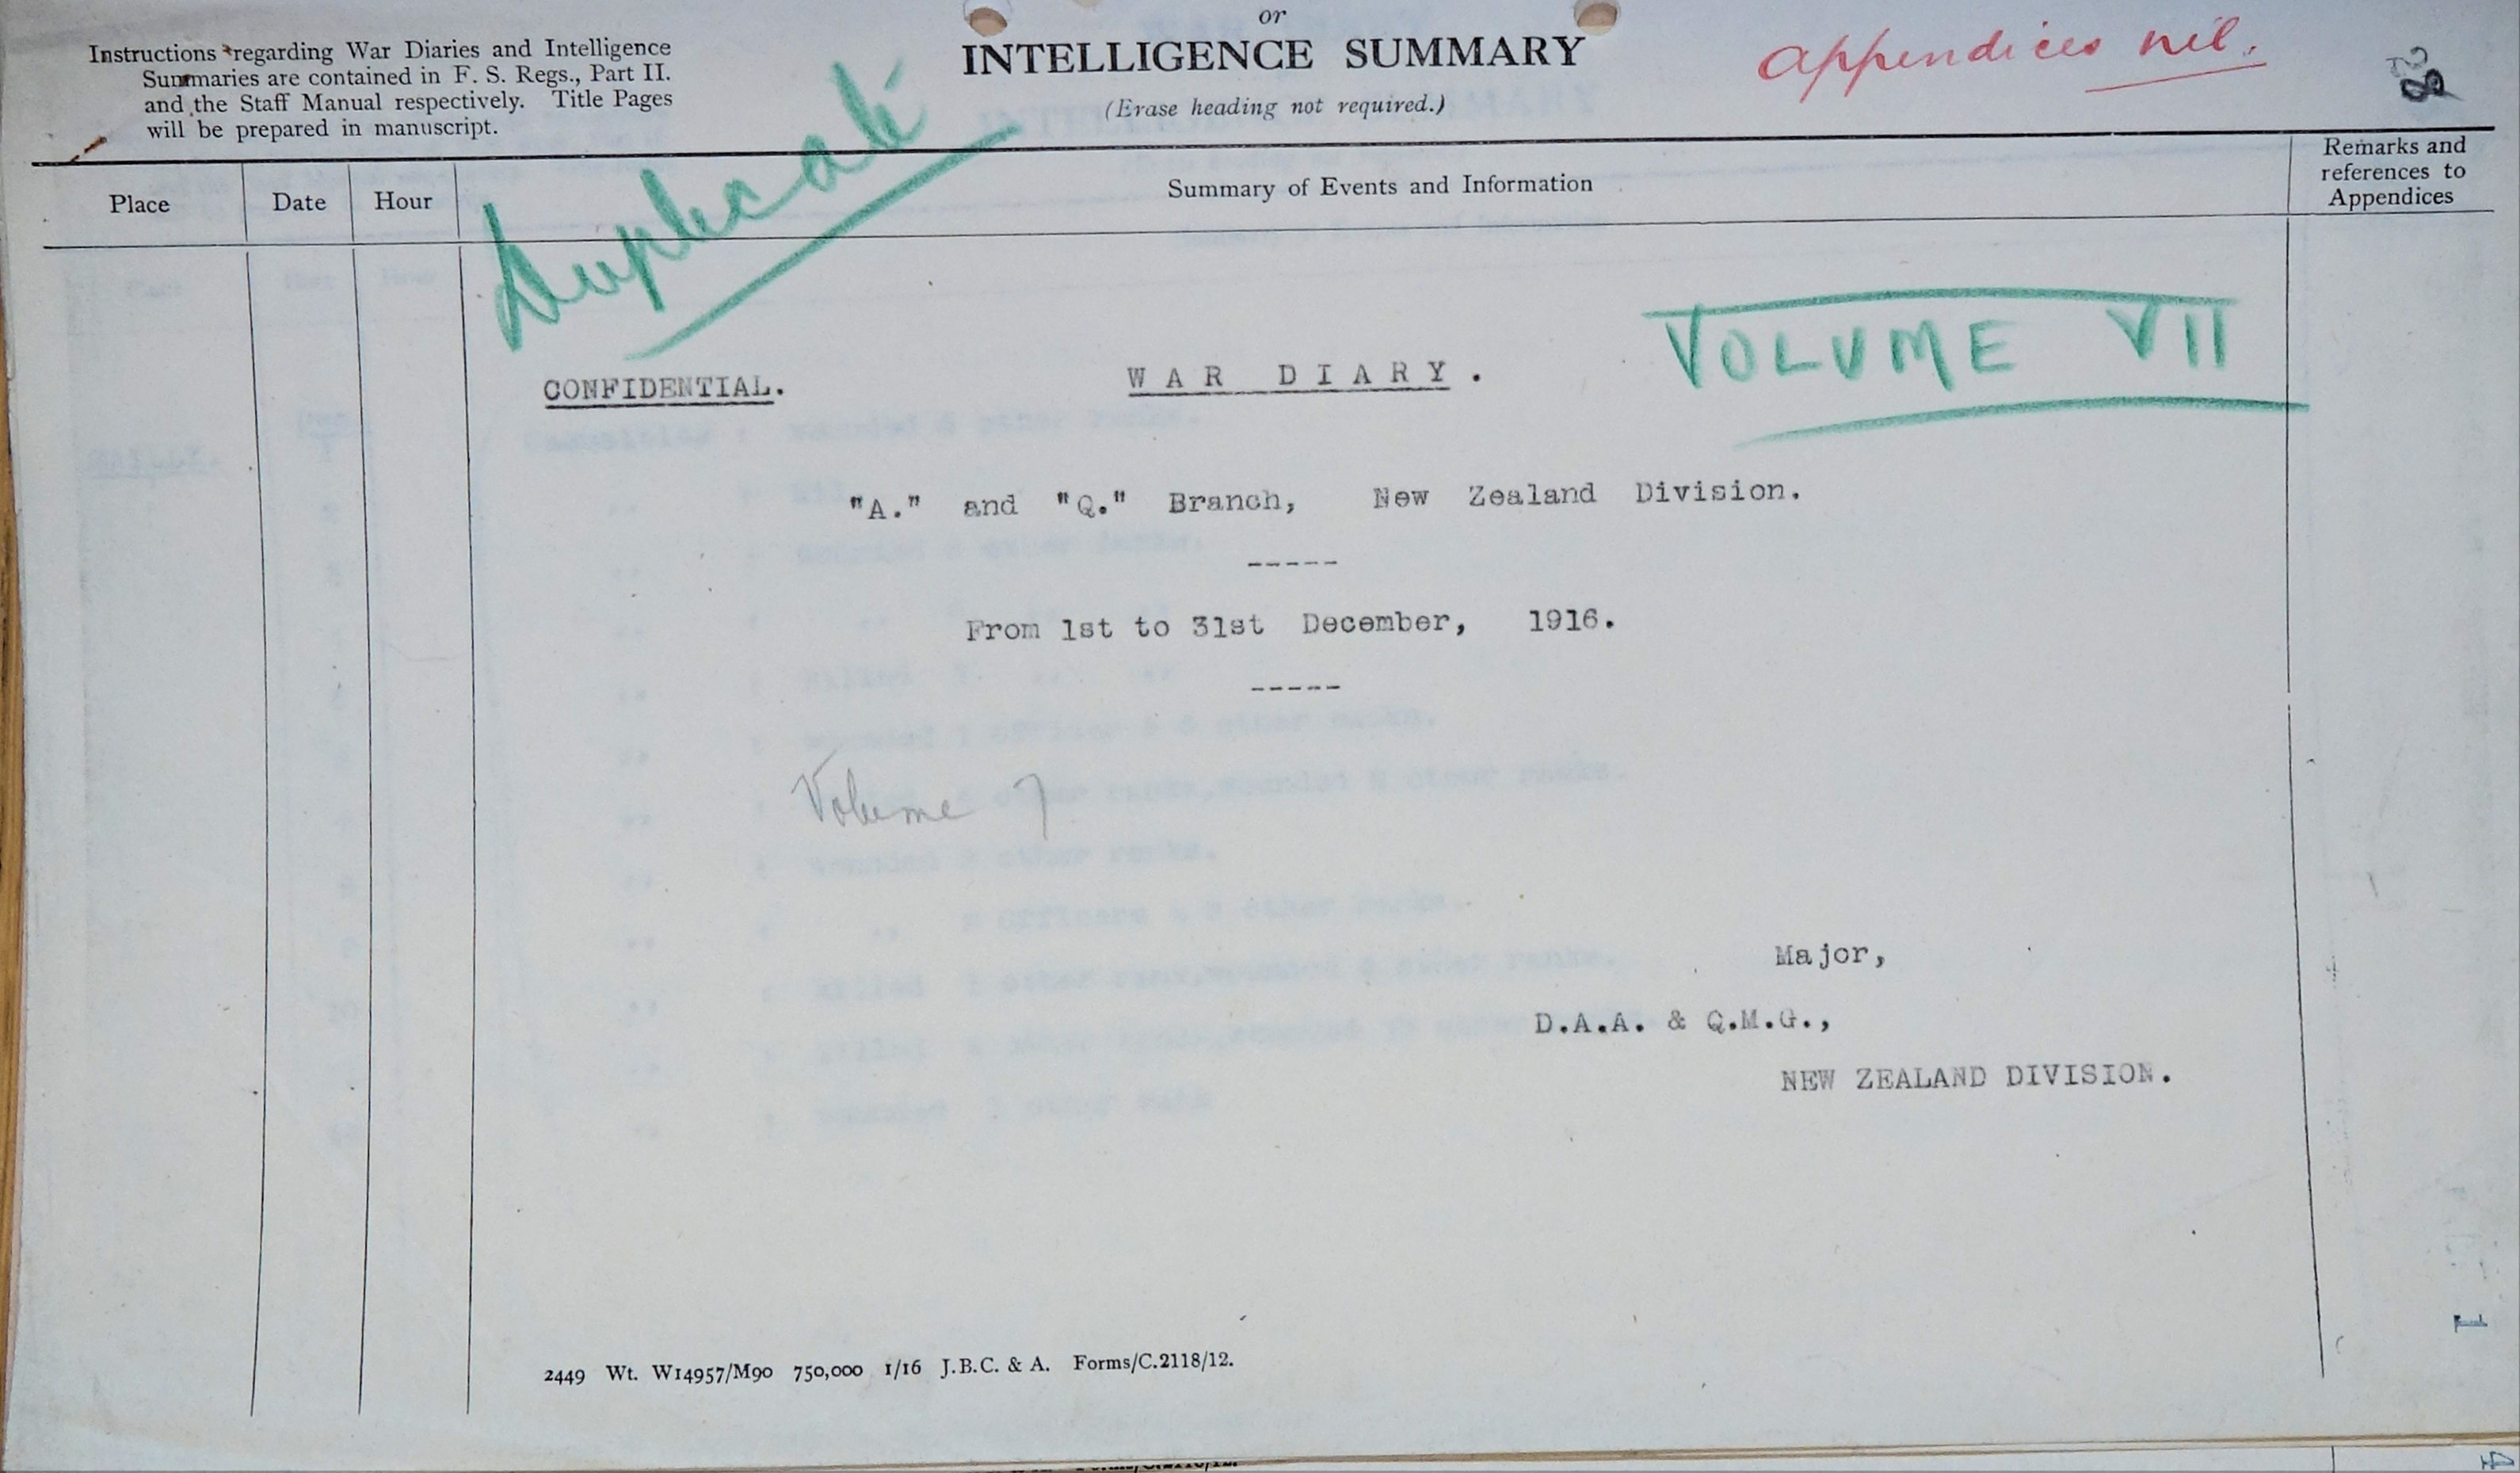 or
INTELLIGENCE SUMMARY
(Erase heading not required.)
Instructions regarding War Diaries and Intelligence
Summaries are contained in F. S. Regs., Part II.
and the Staff Manual respectively. Title Pages
will be prepared in manuscript.
appendices nil.
Duplicate
Place
Date
Hour
Summary of Events and Information
Remarks and
references to
Appendices
VOLUME VII
CONFIDENTIAL.
WAR DIARY.
"A." and "Q." Branch, New Zealand Division.
-----
From 1st to 31st December, 1916.
-----
Volume 7
Major,
D.A.A. & Q.M.G.,
NEW ZEALAND DIVISION.
2449 Wt. W14957/M90 750,000 1/16 J.B.C. & A. Forms/C.2118/12.